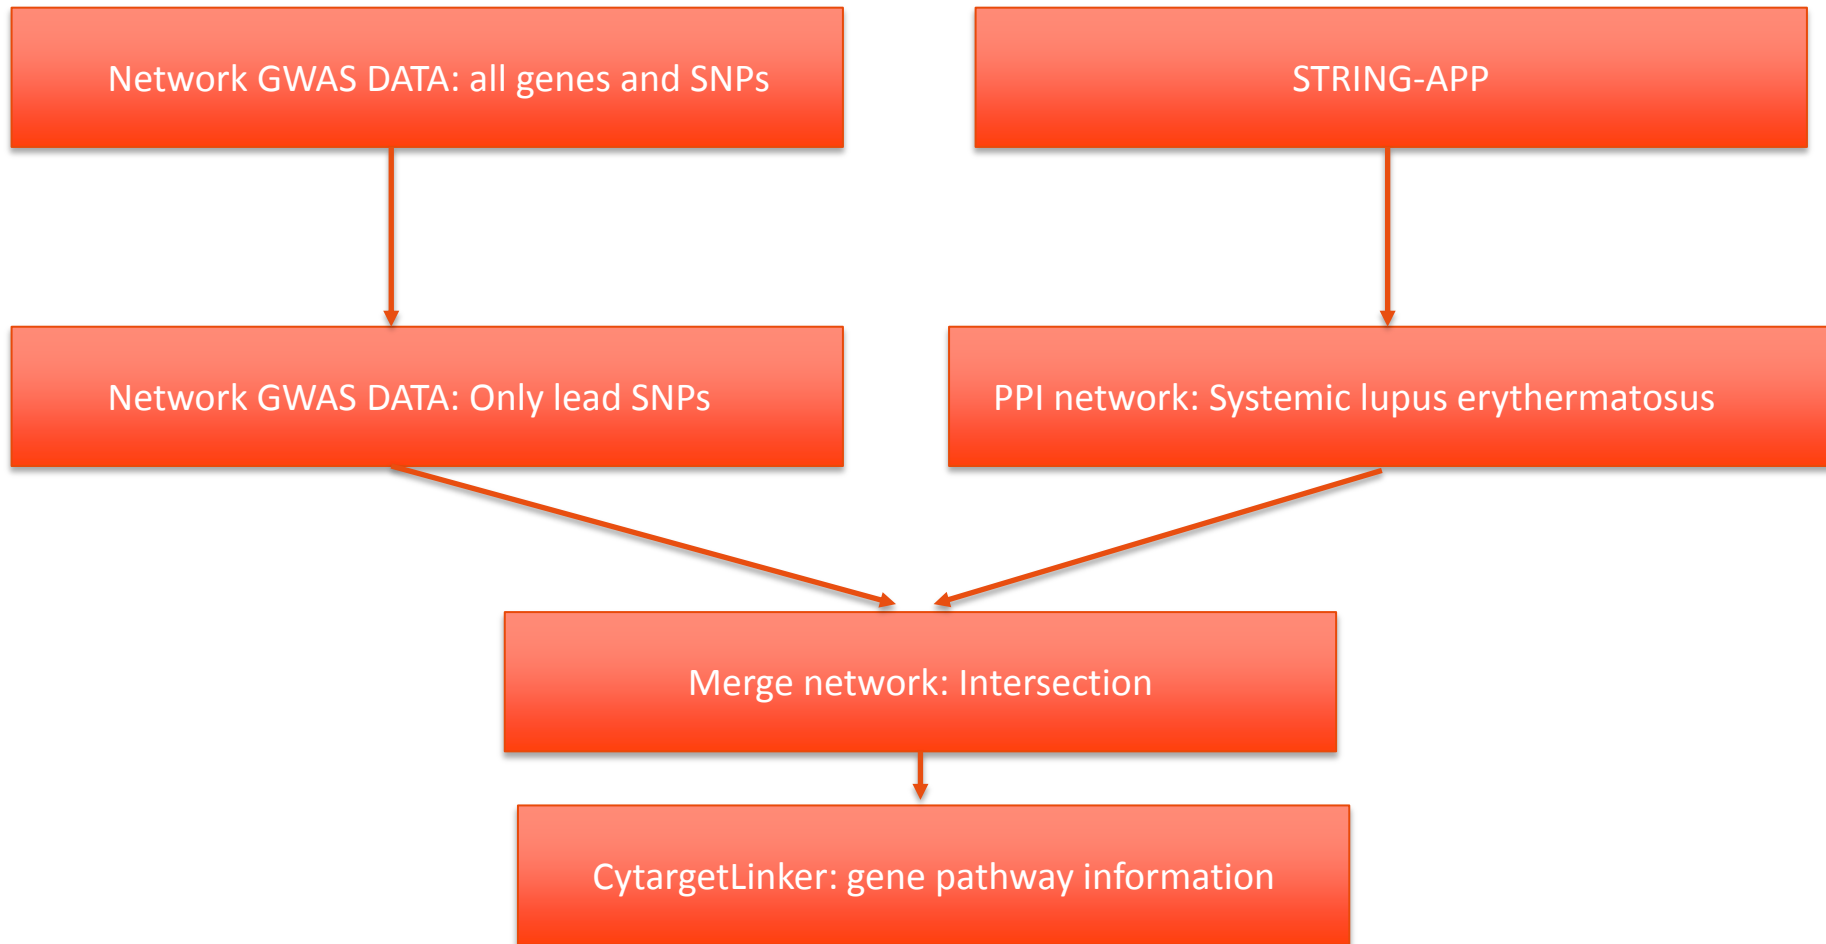 Network GWAS DATA: all genes and SNPs
STRING-APP
Network GWAS DATA: Only lead SNPs
PPI network: Systemic lupus erythermatosus
Merge network: Intersection
CytargetLinker: gene pathway information